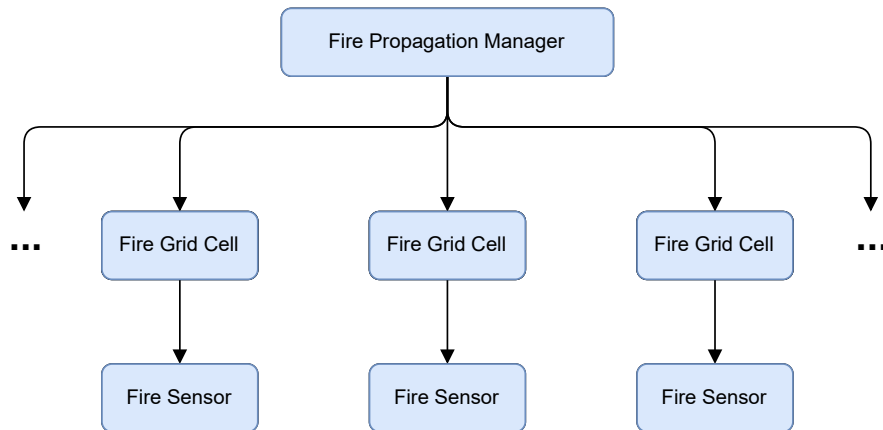 Fire Propagation Manager
...
Fire Grid Cell
Fire Grid Cell
Fire Grid Cell
...
Fire Sensor
Fire Sensor
Fire Sensor